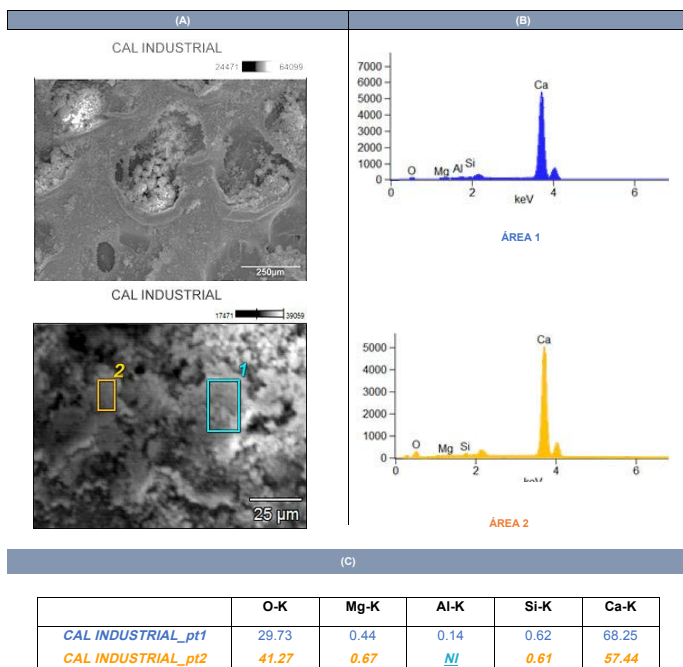 (A)
(B)
CAL INDUSTRIAL
24471 64099
250µm
CAL INDUSTRIAL
17471 39059
2 1
25 µm
7000
6000
5000
4000
3000
2000
1000
0
Ca
O Mg Al Si
0 2 4 6
keV
ÁREA 1
5000
4000
3000
2000
1000
0
Ca
O Mg Si
0 2 4 6
keV
ÁREA 2
(C)
O-K Mg-K Al-K Si-K Ca-K
CAL INDUSTRIAL_pt1 29.73 0.44 0.14 0.62 68.25
CAL INDUSTRIAL_pt2 41.27 0.67 NI 0.61 57.44